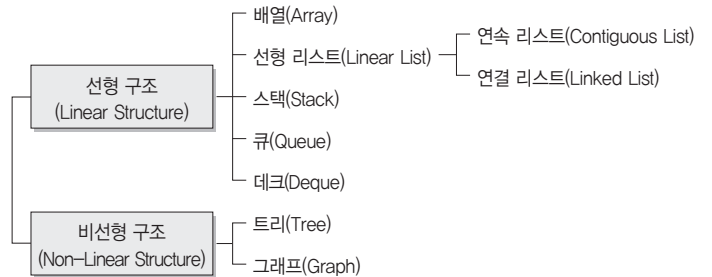 선형 구조
(Linear Structure)
배열(Array)
선형 리스트(Linear List)
연속 리스트(Contiguous List)
연결 리스트(Linked List)
스택(Stack)
큐(Queue)
데크(Deque)
비선형 구조
(Non-Linear Structure)
트리(Tree)
그래프(Graph)